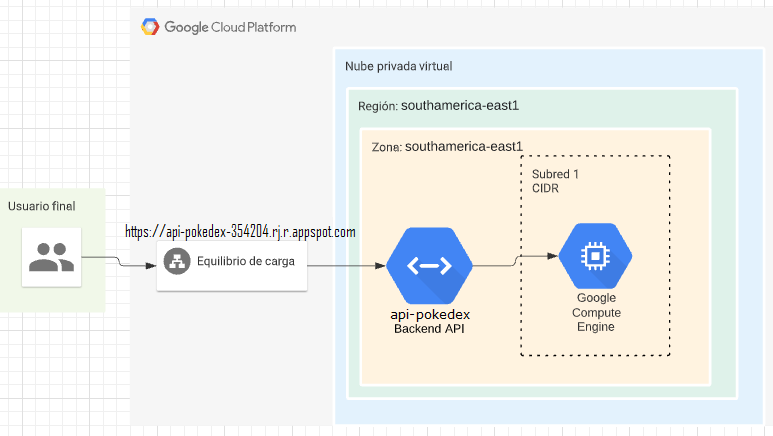 Google Cloud Platform
Nube privada virtual
Región: southamerica-east1
Zona: southamerica-east1
Subred 1
CIDR
Usuario final
https://api-pokedex-354204.rj.r.appspot.com
Equilibrio de carga
api-pokedex
Backend API
Google
Compute
Engine